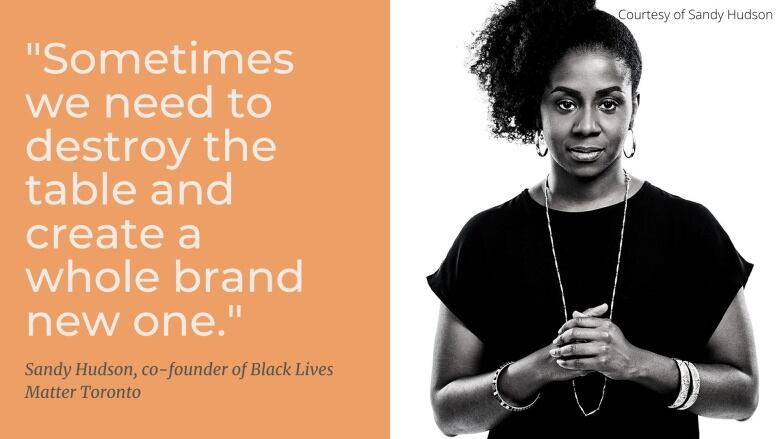 "Sometimes
we need to
destroy the
table and
create a
whole brand
new one."
Sandy Hudson, co-founder of Black Lives
Matter Toronto
Courtesy of Sandy Hudson